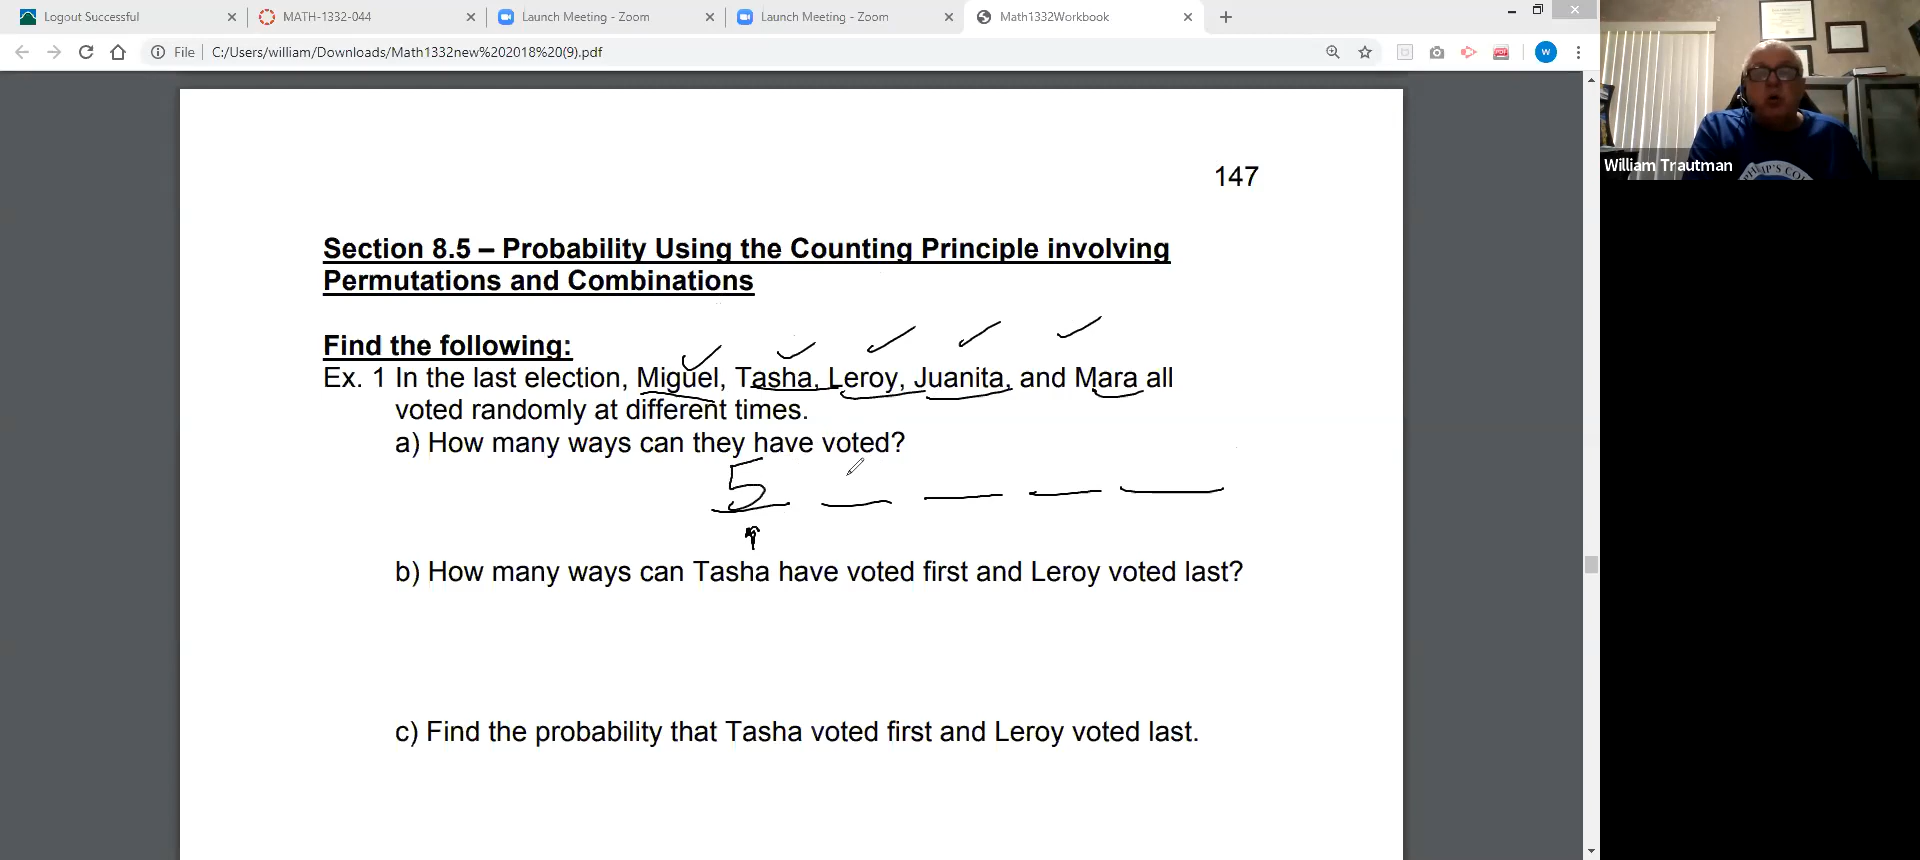 Logout Successful
MATH-1332-044
Launch Meeting - Zoom
Launch Meeting - Zoom
Math1332Workbook
File
C:/Users/william/Downloads/Math1332new%202018%20(9).pdf
W
William Trautman
147
Section 8.5 – Probability Using the Counting Principle involving
Permutations and Combinations
Find the following:
Ex. 1 In the last election, Miguel, Tasha, Leroy, Juanita, and Mara all
voted randomly at different times.
a) How many ways can they have voted?
5
b) How many ways can Tasha have voted first and Leroy voted last?
c) Find the probability that Tasha voted first and Leroy voted last.